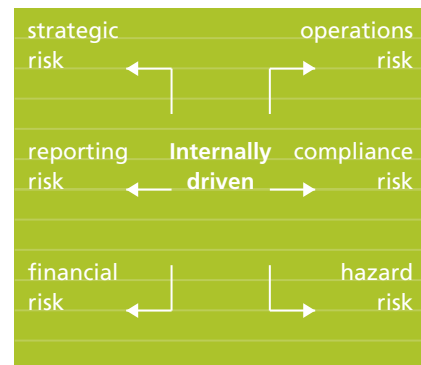 strategic
risk
operations
risk
reporting
risk
Internally
driven
compliance
risk
financial
risk
hazard
risk